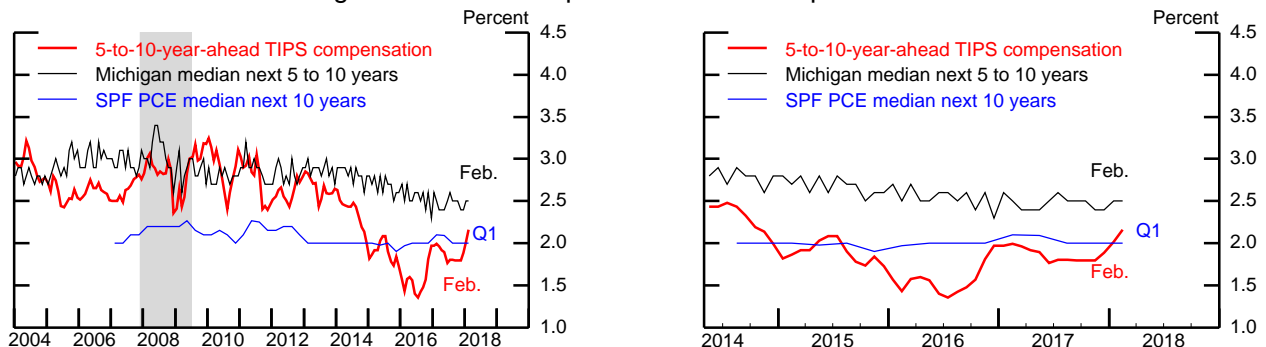 Percent
4.5
4.0
3.5
3.0
2.5
2.0
1.5
1.0
5-to-10-year-ahead TIPS compensation
Michigan median next 5 to 10 years
SPF PCE median next 10 years
Feb.
Q1
Feb.
2004 2006 2008 2010 2012 2014 2016 2018
Percent
4.5
4.0
3.5
3.0
2.5
2.0
1.5
1.0
5-to-10-year-ahead TIPS compensation
Michigan median next 5 to 10 years
SPF PCE median next 10 years
Feb.
Q1
Feb.
2014 2015 2016 2017 2018